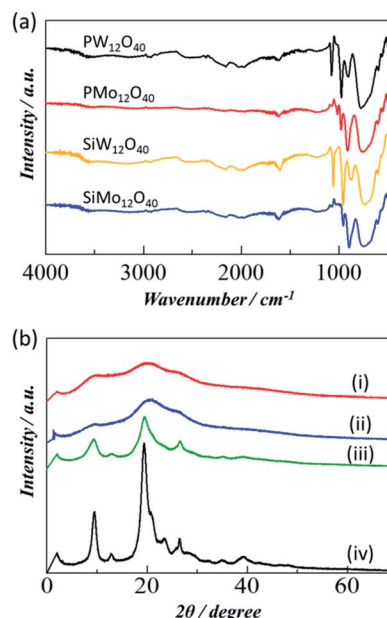 (a)
PW₁₂O₄₀
PMo₁₂O₄₀
SiW₁₂O₄₀
SiMo₁₂O₄₀
Intensity / a.u.
4000 3000 2000 1000
Wavenumber / cm⁻¹
(b)
(i)
(ii)
(iii)
(iv)
Intensity / a.u.
0 20 40 60
2θ / degree